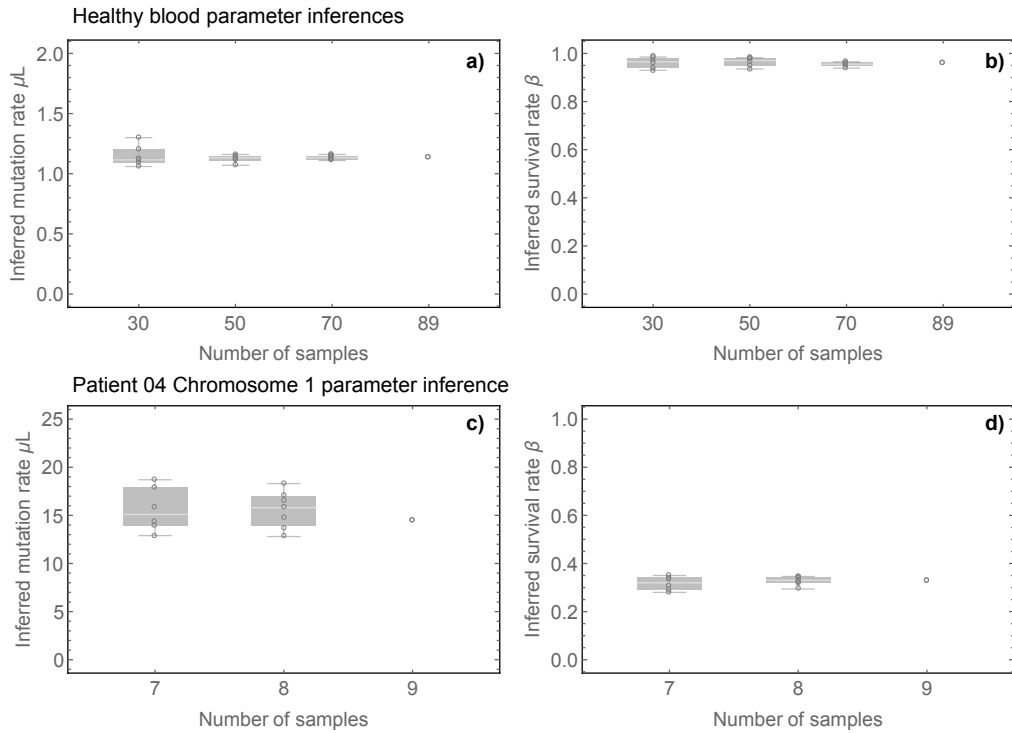 Healthy blood parameter inferences
a)
Inferred mutation rate μL
2.0
1.5
1.0
0.5
0.0
30 50 70 89
Number of samples
b)
Inferred survival rate β
1.0
0.8
0.6
0.4
0.2
0.0
30 50 70 89
Number of samples
Patient 04 Chromosome 1 parameter inference
c)
Inferred mutation rate μL
25
20
15
10
5
0
7 8 9
Number of samples
d)
Inferred survival rate β
1.0
0.8
0.6
0.4
0.2
0.0
7 8 9
Number of samples